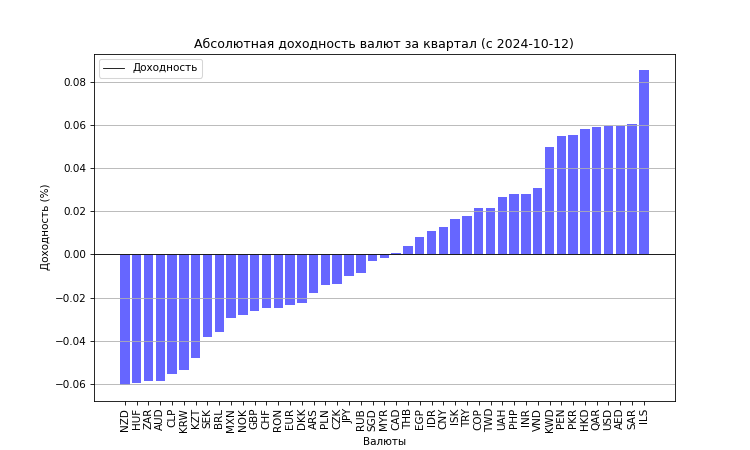 Абсолютная доходность валют за квартал (с 2024-10-12)
Доходность
0.08
0.06
0.04
0.02
0.00
−0.02
−0.04
−0.06
Доходность (%)
NZD HUF ZAR AUD CLP KRW KZT SEK BRL MXN NOK GBP CHF RON EUR DKK ARS PLN CZK JPY RUB SGD MYR CAD THB EGP IDR CNY ISK TRY COP TWD UAH PHP INR VND KWD PEN PKR HKD QAR USD AED SAR ILS
Валюты